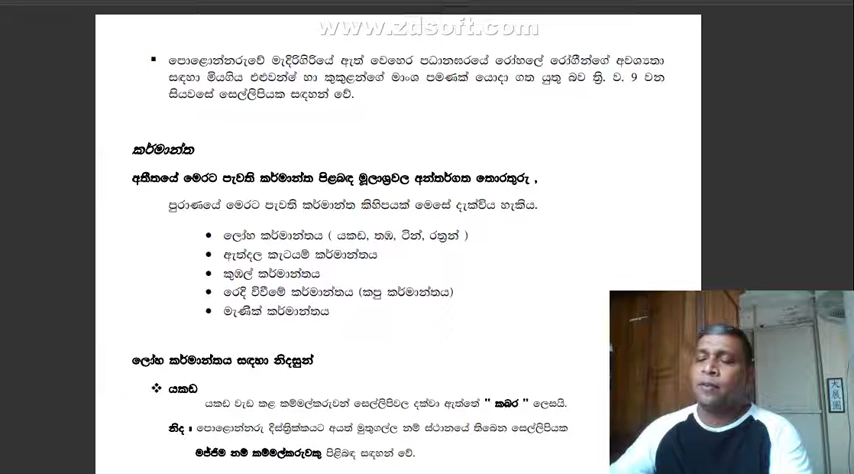 www.zdsoft.com
▪ පොළොන්නරුවේ මැදිරිගිරියේ ඇත් වෙහෙර පධානඝරයේ රෝහලේ රෝගීන්ගේ අවශ්‍යතා
සඳහා මියගිය එළුවන්ගේ හා කුකුළන්ගේ මාංශ පමණක් යොදා ගත යුතු බව ක්‍රි. ව. 9 වන
සියවසේ සෙල්ලිපියක සඳහන් වේ.
කර්මාන්ත
අතීතයේ මෙරට පැවති කර්මාන්ත පිළිබඳ මූලාශ්‍රවල අන්තර්ගත තොරතුරු ,
පුරාණයේ මෙරට පැවති කර්මාන්ත කිහිපයක් මෙසේ දැක්විය හැකිය.
• ලෝහ කර්මාන්තය ( යකඩ, තඹ, ටින්, රත්‍රන් )
• ඇත්දල කැටයම් කර්මාන්තය
• කුඹල් කර්මාන්තය
• රෙදි විවීමේ කර්මාන්තය (කපු කර්මාන්තය)
• මැණික් කර්මාන්තය
ලෝහ කර්මාන්තය සඳහා නිදසුන්
❖ යකඩ
යකඩ වැඩ කළ කම්මල්කරුවන් සෙල්ලිපිවල දක්වා ඇත්තේ " කබර " ලෙසයි.
නිද : පොළොන්නරු දිස්ත්‍රික්කයට අයත් මුතුගල්ල නම් ස්ථානයේ තිබෙන සෙල්ලිපියක
මජ්ජිම නම් කම්මල්කරුවකු පිළිබඳ සඳහන් වේ.